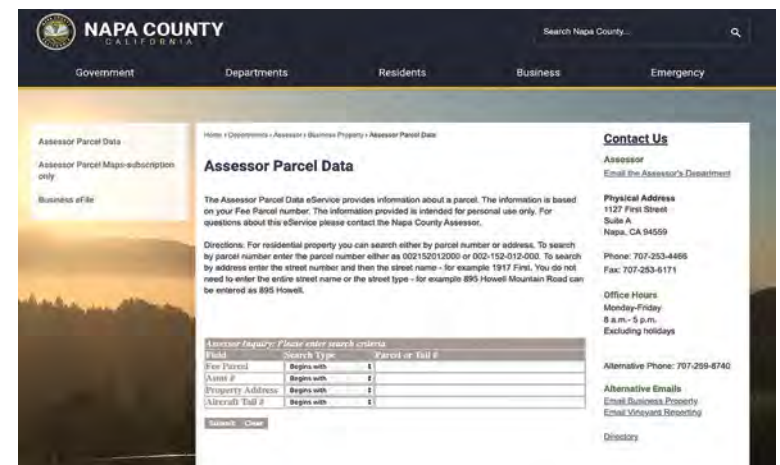 NAPA COUNTY
CALIFORNIA
Search Napa County...
Government
Departments
Residents
Business
Emergency
Assessor Parcel Data
Assessor Parcel Maps-subscription
only
Business eFile
Home › Departments › Assessor › Business Property › Assessor Parcel Data
Assessor Parcel Data
The Assessor Parcel Data eService provides information about a parcel. The information is based
on your Fee Parcel number. The information provided is intended for personal use only. For
questions about this eService please contact the Napa County Assessor.
Directions: For residential property you can search either by parcel number or address. To search
by parcel number enter the parcel number either as 002152012000 or 002-152-012-000. To search
by address enter the street number and then the street name - for example 1917 First. You do not
need to enter the entire street name or the street type - for example 895 Howell Mountain Road can
be entered as 895 Howell.
Assessor Inquiry: Please enter search criteria
Field Search Type Parcel or Tail #
Fee Parcel Begins with
Asmt # Begins with
Property Address Begins with
Aircraft Tail # Begins with
Submit Clear
Contact Us
Assessor
Email the Assessor's Department
Physical Address
1127 First Street
Suite A
Napa, CA 94559
Phone: 707-253-4466
Fax: 707-253-6171
Office Hours
Monday-Friday
8 a.m.- 5 p.m.
Excluding holidays
Alternative Phone: 707-259-8740
Alternative Emails
Email Business Property
Email Vineyard Reporting
Directory